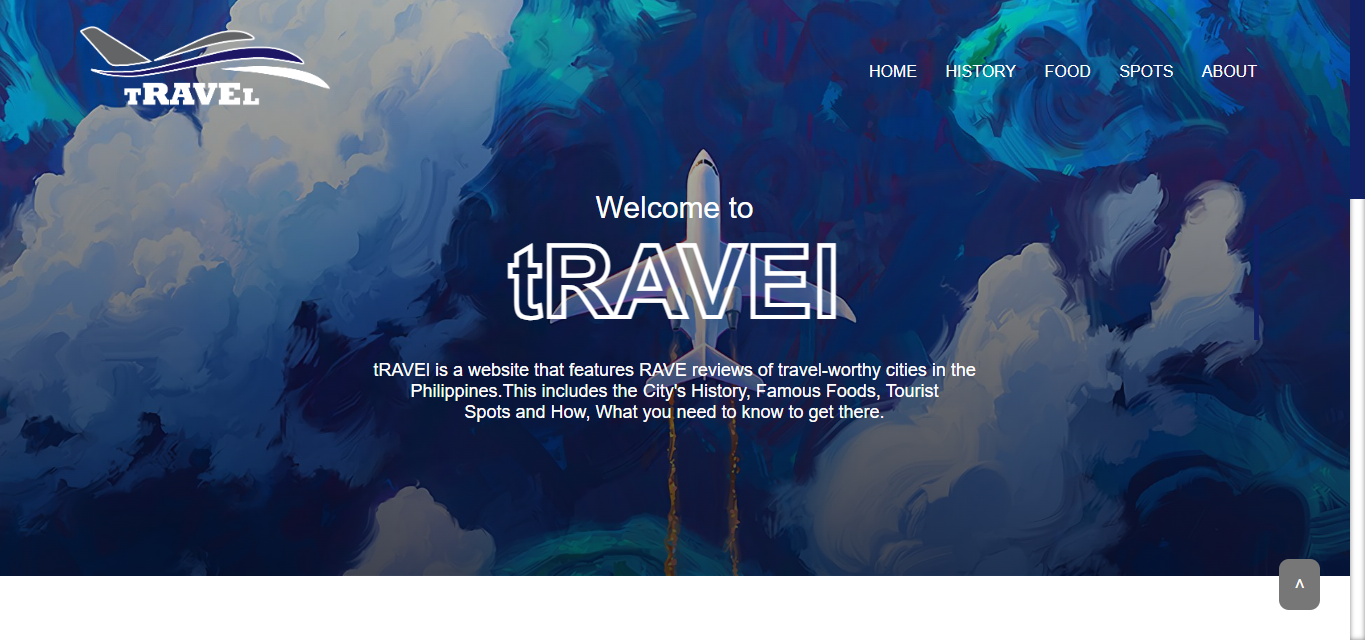 tRAVEL
HOME HISTORY FOOD SPOTS ABOUT
Welcome to
tRAVEl
tRAVEl is a website that features RAVE reviews of travel-worthy cities in the
Philippines.This includes the City's History, Famous Foods, Tourist
Spots and How, What you need to know to get there.
^